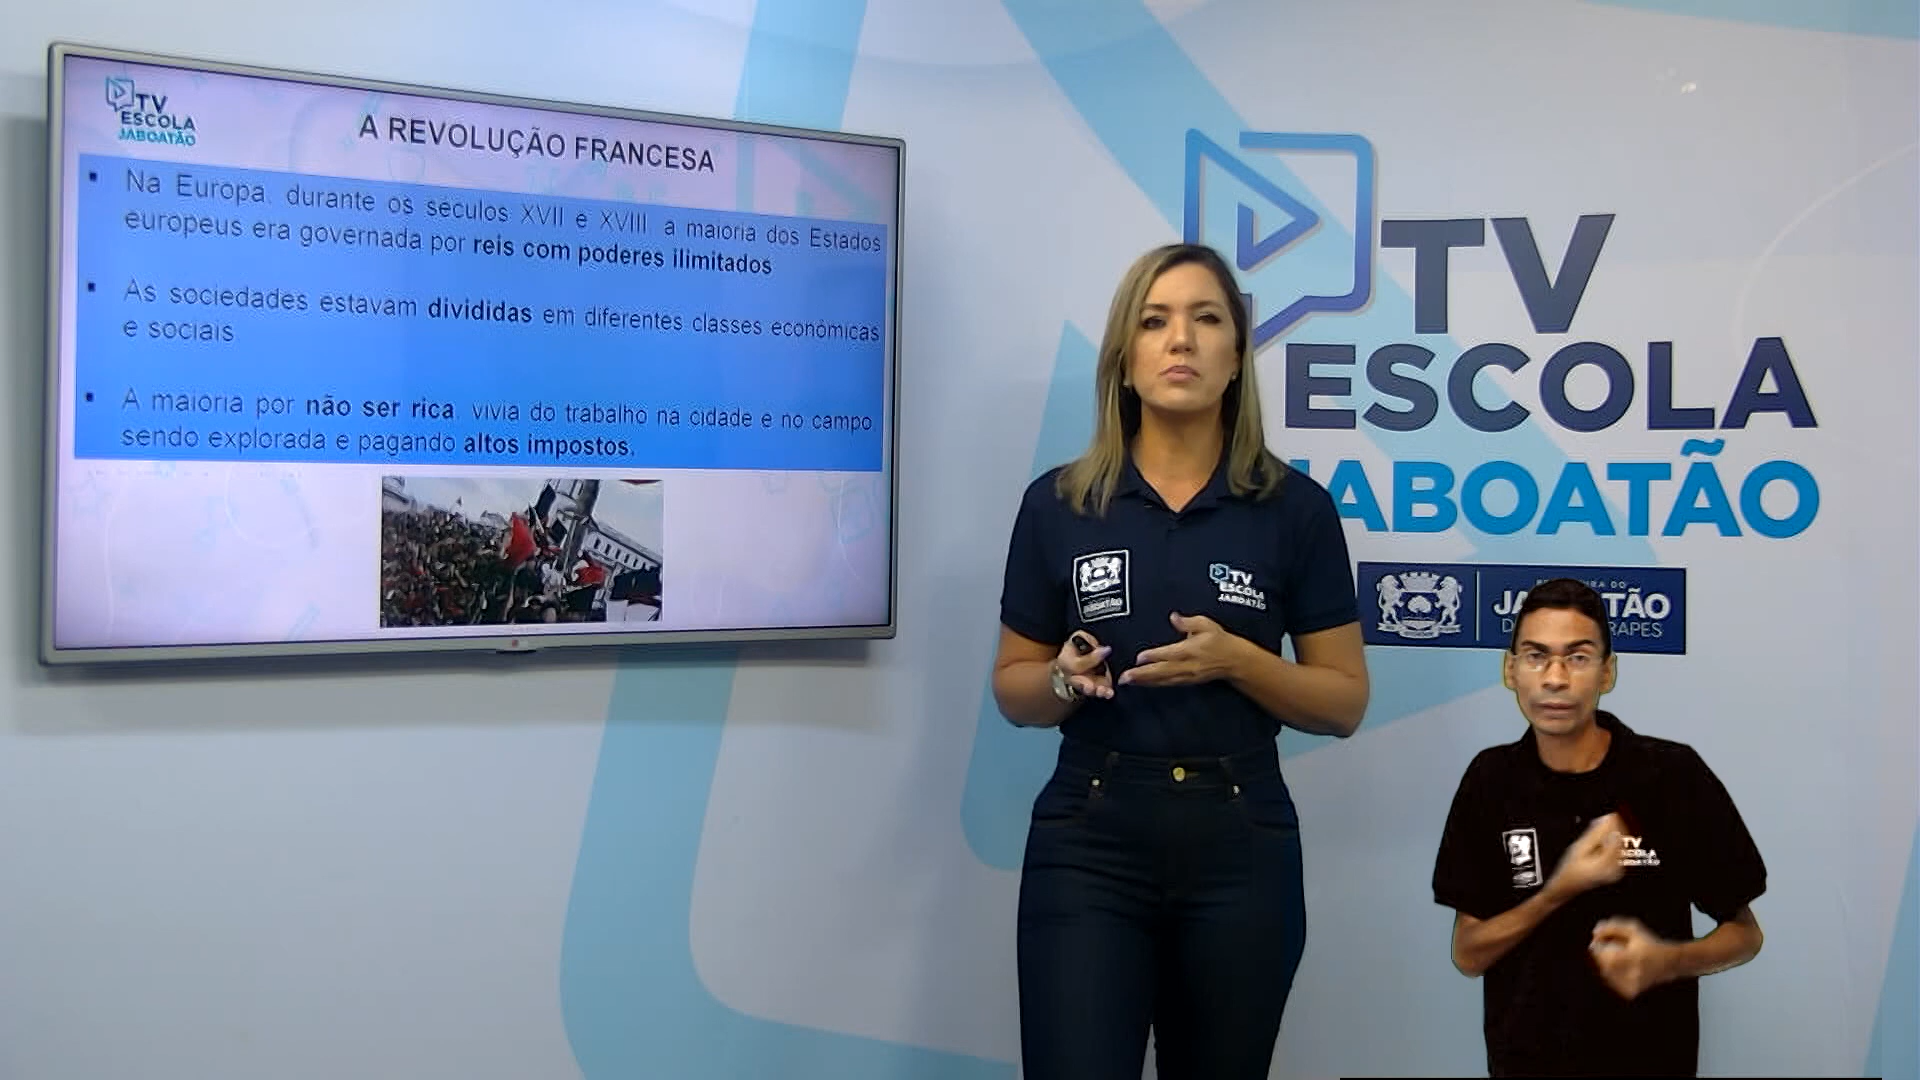 TV
ESCOLA
JABOATÃO
A REVOLUÇÃO FRANCESA
▪ Na Europa, durante os séculos XVII e XVIII, a maioria dos Estados
europeus era governada por reis com poderes ilimitados
▪ As sociedades estavam divididas em diferentes classes econômicas
e sociais
▪ A maioria por não ser rica, vivia do trabalho na cidade e no campo,
sendo explorada e pagando altos impostos.
TV
ESCOLA
JABOATÃO
JABOATÃO
TV
ESCOLA
JABOATÃO
JABOATÃO
TV
ESCOLA
JABOATÃO